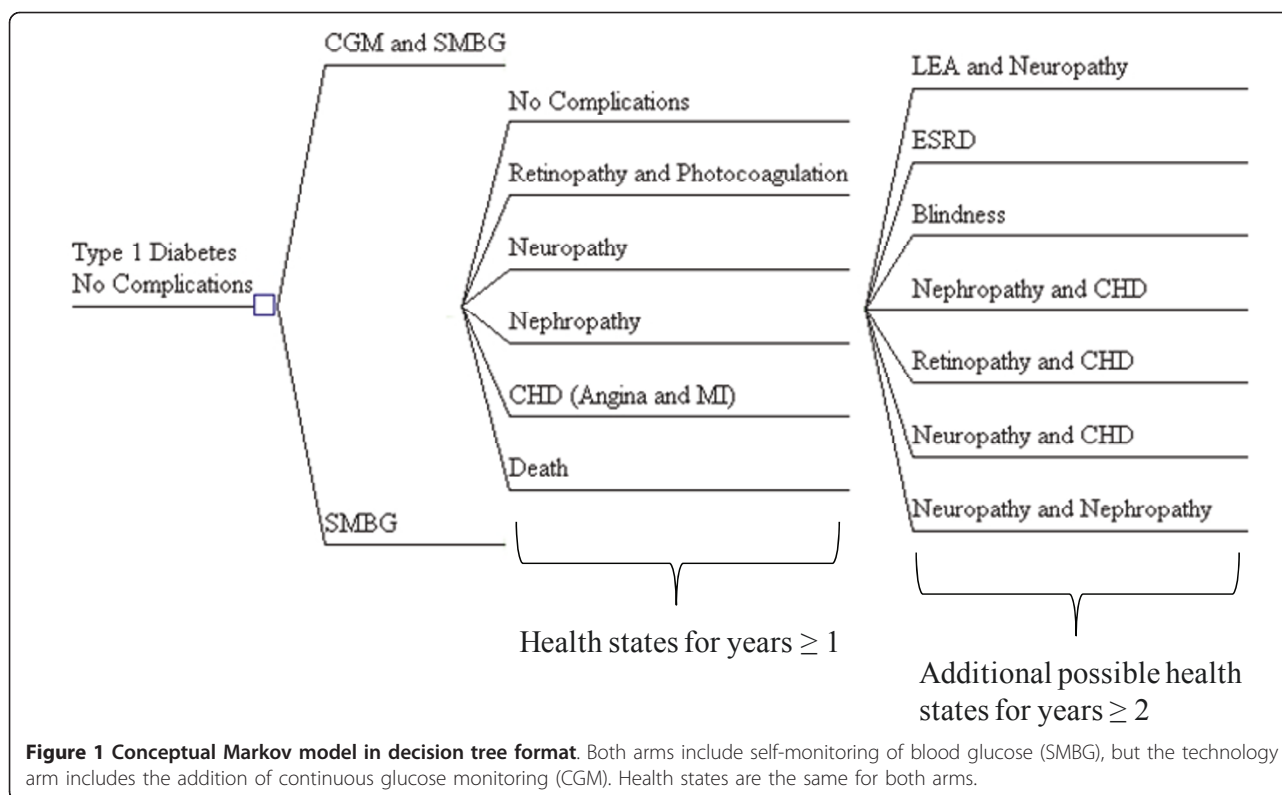 CGM and SMBG
Type 1 Diabetes
No Complications
SMBG
No Complications
Retinopathy and Photocoagulation
Neuropathy
Nephropathy
CHD (Angina and MI)
Death
Health states for years ≥ 1
LEA and Neuropathy
ESRD
Blindness
Nephropathy and CHD
Retinopathy and CHD
Neuropathy and CHD
Neuropathy and Nephropathy
Additional possible health
states for years ≥ 2
Figure 1 Conceptual Markov model in decision tree format. Both arms include self-monitoring of blood glucose (SMBG), but the technology
arm includes the addition of continuous glucose monitoring (CGM). Health states are the same for both arms.